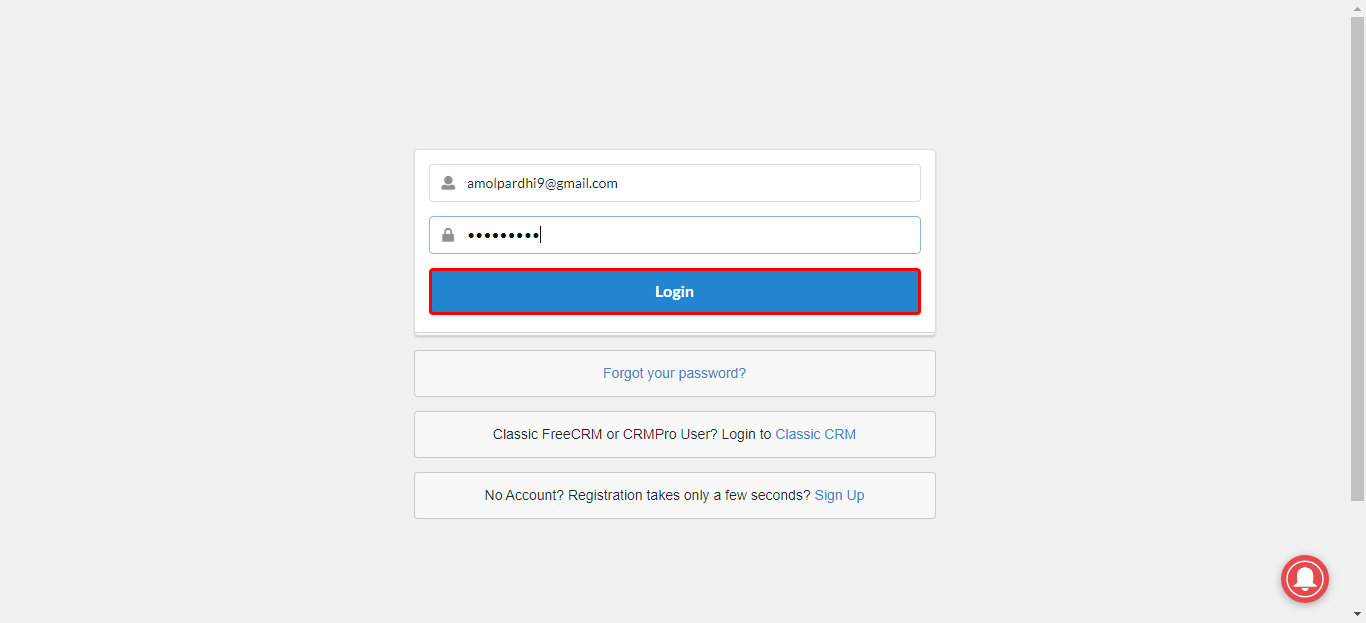 amolpardhi9@gmail.com
•••••••••
Login
Forgot your password?
Classic FreeCRM or CRMPro User? Login to Classic CRM
No Account? Registration takes only a few seconds? Sign Up